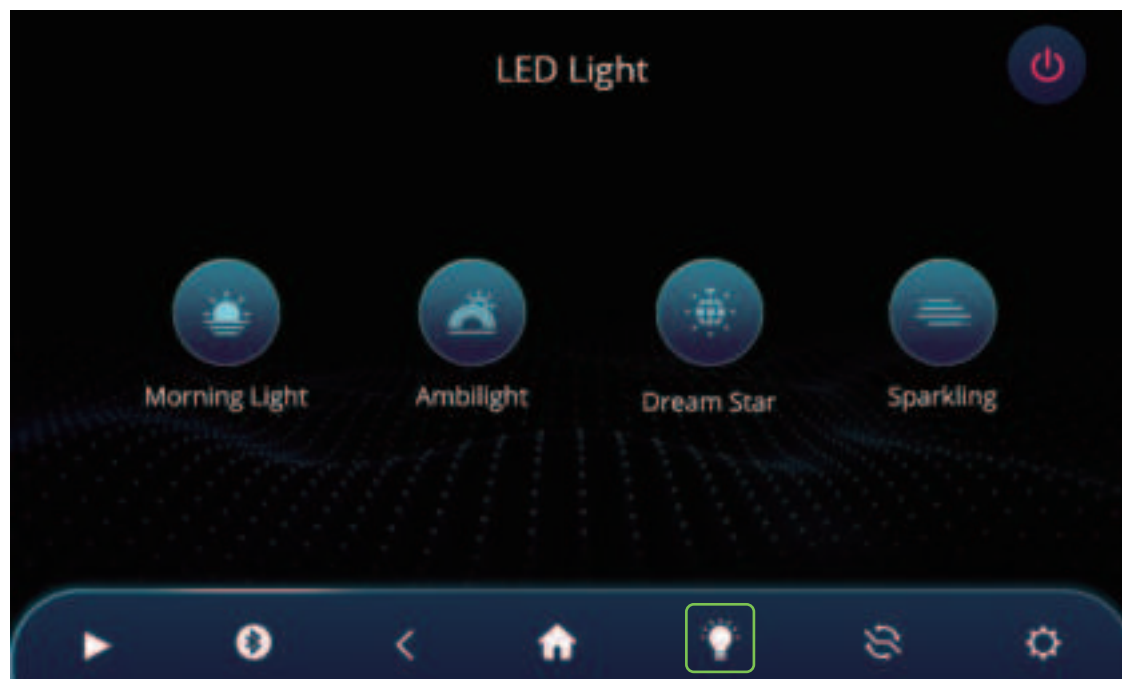 LED Light
Morning Light
Ambilight
Dream Star
Sparkling